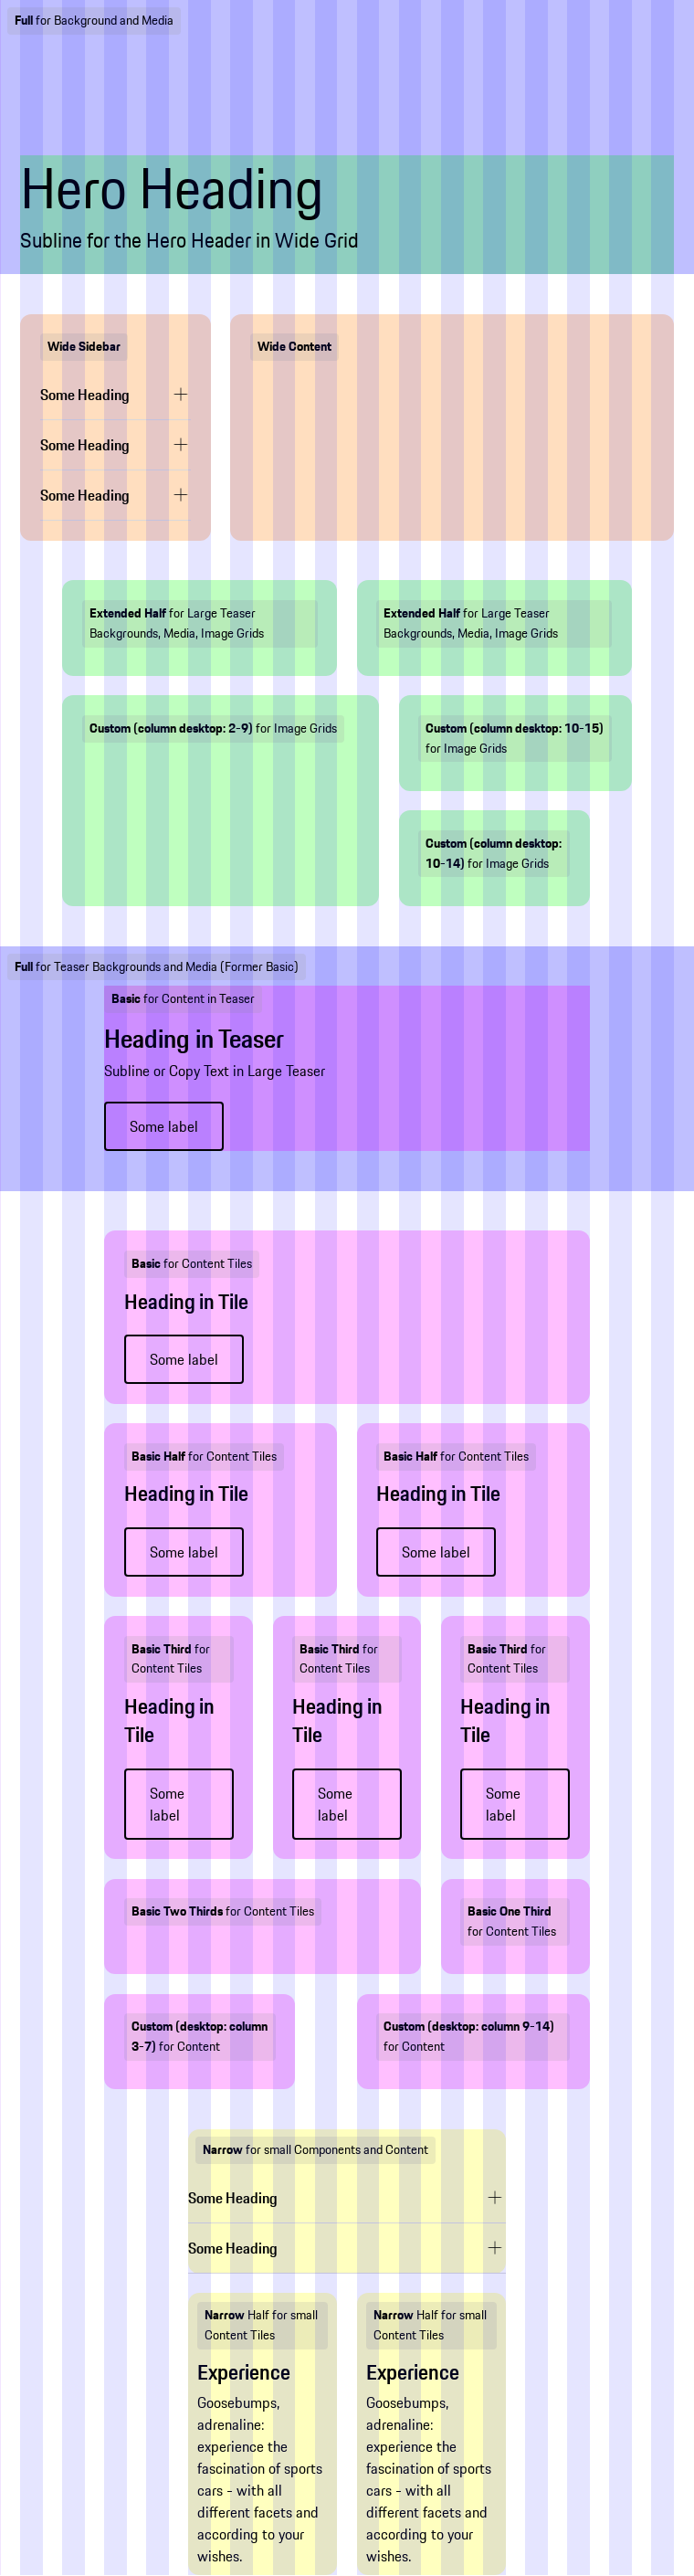 Full for Background and Media
Hero Heading
Subline for the Hero Header in Wide Grid
Wide Sidebar
Some Heading
Some Heading
Some Heading
Wide Content
Extended Half for Large Teaser
Backgrounds, Media, Image Grids
Extended Half for Large Teaser
Backgrounds, Media, Image Grids
Custom (column desktop: 2-9) for Image Grids
Custom (column desktop: 10-15)
for Image Grids
Custom (column desktop:
10-14) for Image Grids
Full for Teaser Backgrounds and Media (Former Basic)
Basic for Content in Teaser
Heading in Teaser
Subline or Copy Text in Large Teaser
Some label
Basic for Content Tiles
Heading in Tile
Some label
Basic Half for Content Tiles
Heading in Tile
Some label
Basic Half for Content Tiles
Heading in Tile
Some label
Basic Third for
Content Tiles
Heading in
Tile
Some
label
Basic Third for
Content Tiles
Heading in
Tile
Some
label
Basic Third for
Content Tiles
Heading in
Tile
Some
label
Basic Two Thirds for Content Tiles
Basic One Third
for Content Tiles
Custom (desktop: column
3-7) for Content
Custom (desktop: column 9-14)
for Content
Narrow for small Components and Content
Some Heading
Some Heading
Narrow Half for small
Content Tiles
Experience
Goosebumps,
adrenaline:
experience the
fascination of sports
cars - with all
different facets and
according to your
wishes.
Narrow Half for small
Content Tiles
Experience
Goosebumps,
adrenaline:
experience the
fascination of sports
cars - with all
different facets and
according to your
wishes.